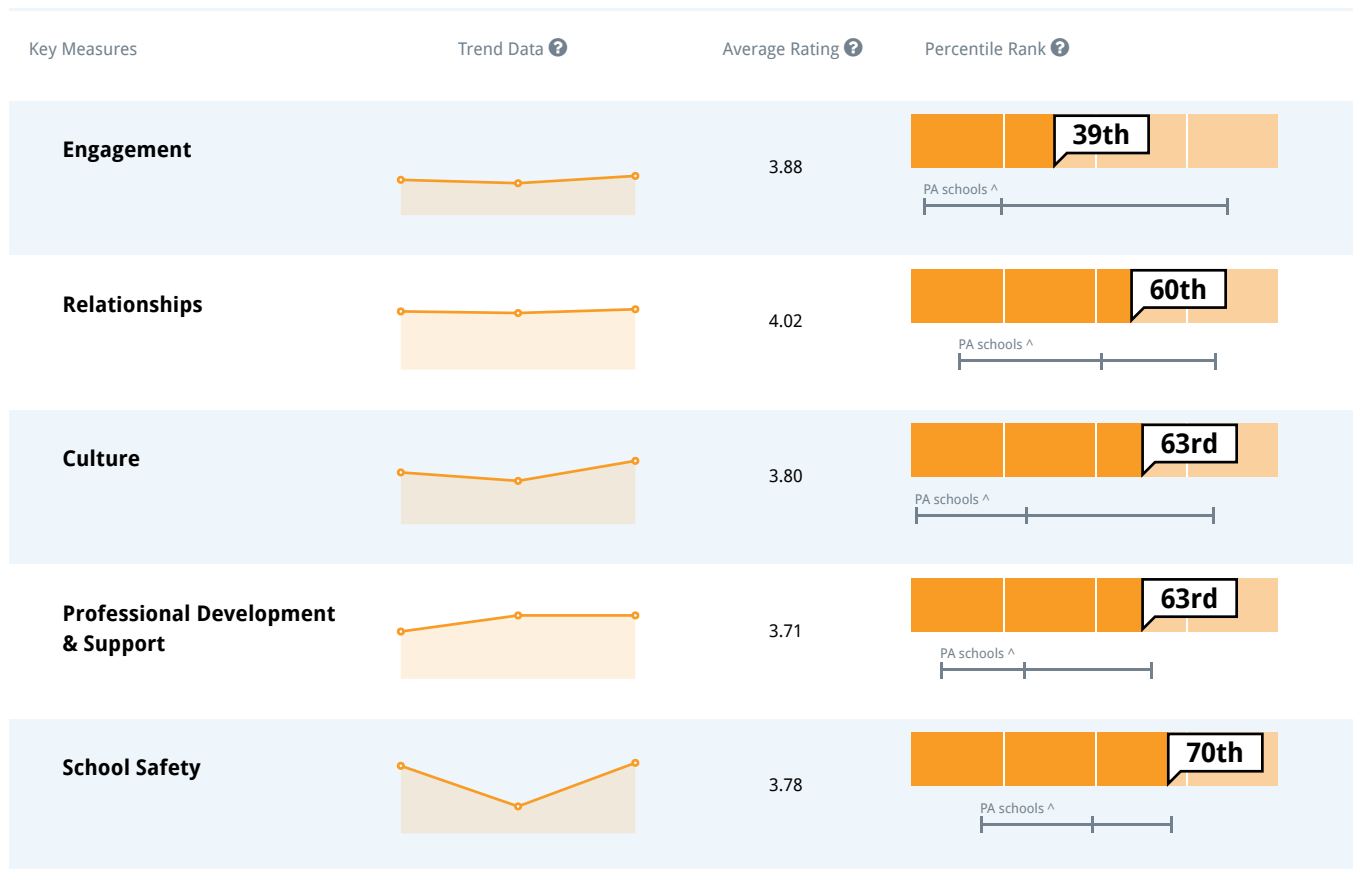 Key Measures
Trend Data ?
Average Rating ?
Percentile Rank ?
Engagement
3.88
39th
PA schools ^
Relationships
4.02
60th
PA schools ^
Culture
3.80
63rd
PA schools ^
Professional Development
& Support
3.71
63rd
PA schools ^
School Safety
3.78
70th
PA schools ^